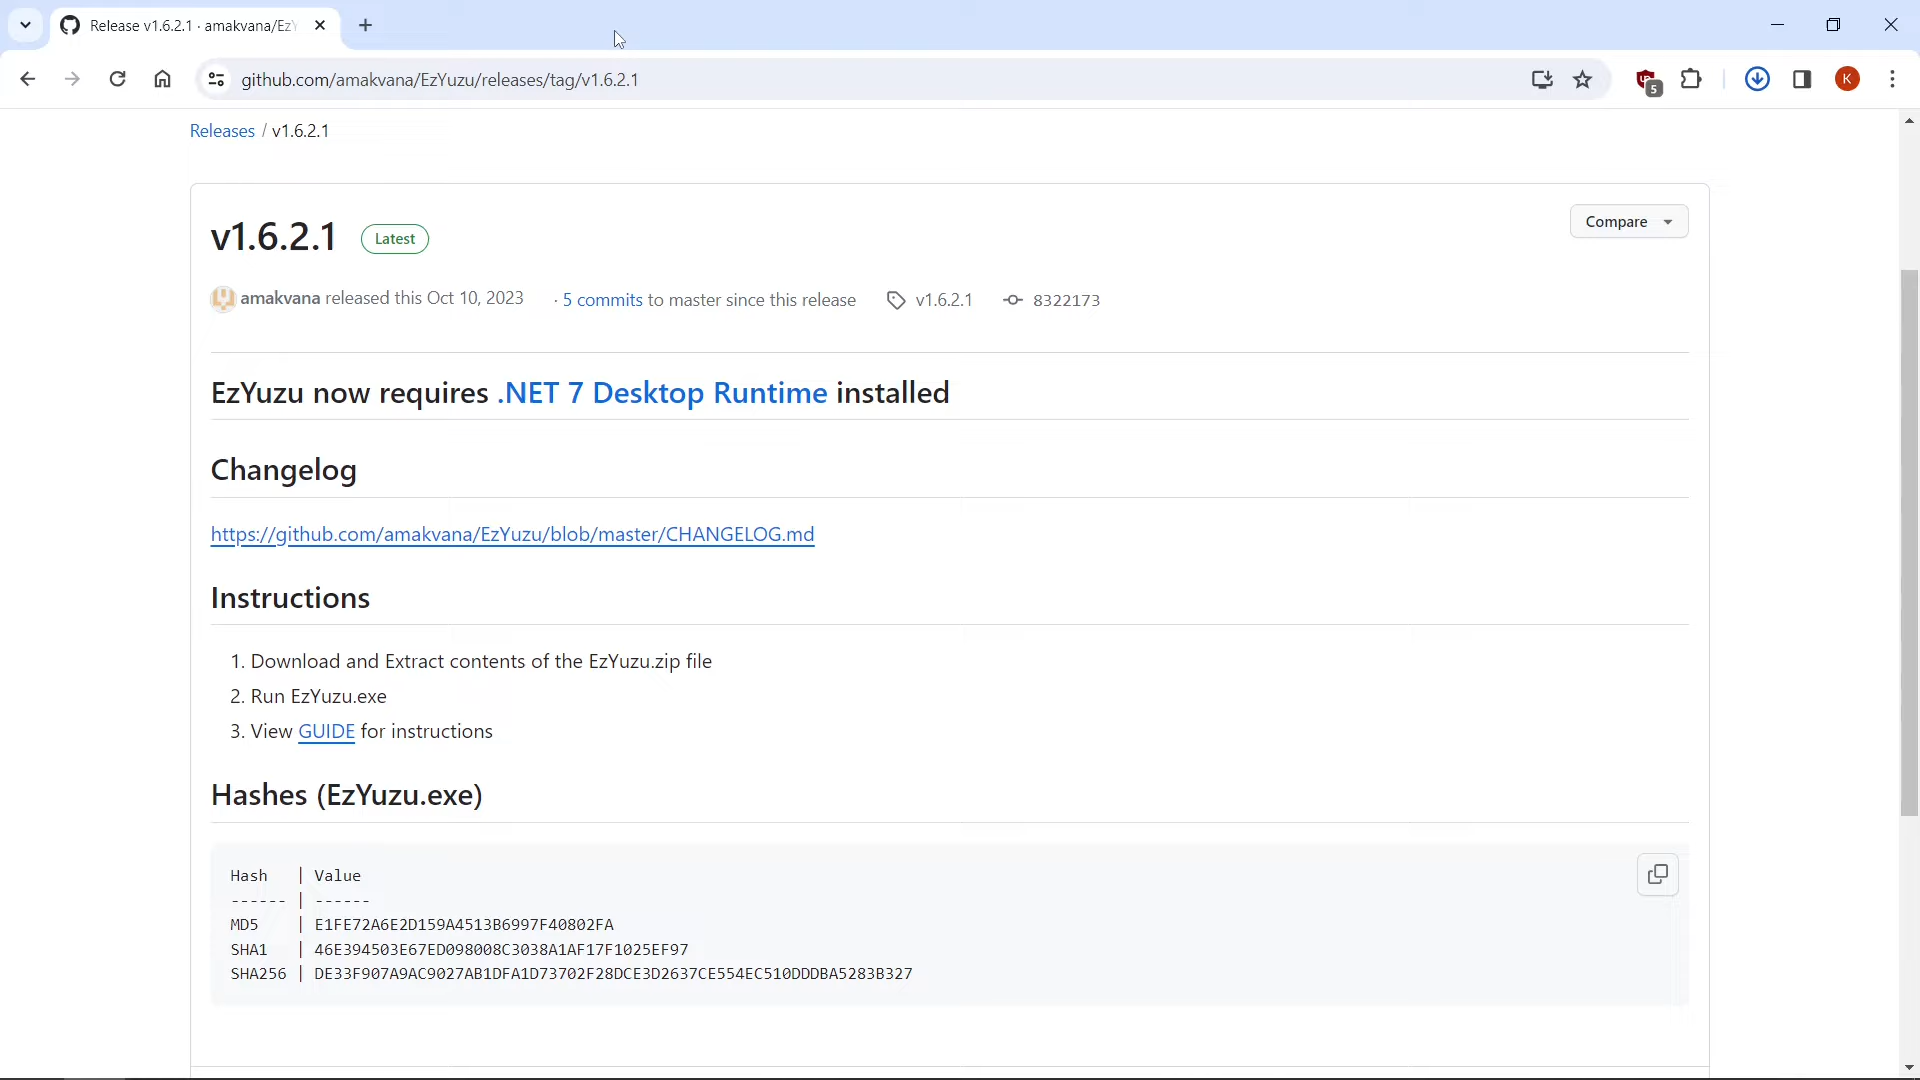 Release v1.6.2.1 · amakvana/EzY
github.com/amakvana/EzYuzu/releases/tag/v1.6.2.1
5
K
Releases / v1.6.2.1
v1.6.2.1 Latest
Compare
amakvana released this Oct 10, 2023 · 5 commits to master since this release v1.6.2.1 8322173
EzYuzu now requires .NET 7 Desktop Runtime installed
Changelog
https://github.com/amakvana/EzYuzu/blob/master/CHANGELOG.md
Instructions
1. Download and Extract contents of the EzYuzu.zip file
2. Run EzYuzu.exe
3. View GUIDE for instructions
Hashes (EzYuzu.exe)
Hash | Value
------ | ------
MD5 | E1FE72A6E2D159A4513B6997F40802FA
SHA1 | 46E394503E67ED098008C3038A1AF17F1025EF97
SHA256 | DE33F907A9AC9027AB1DFA1D73702F28DCE3D2637CE554EC510DDDBA5283B327